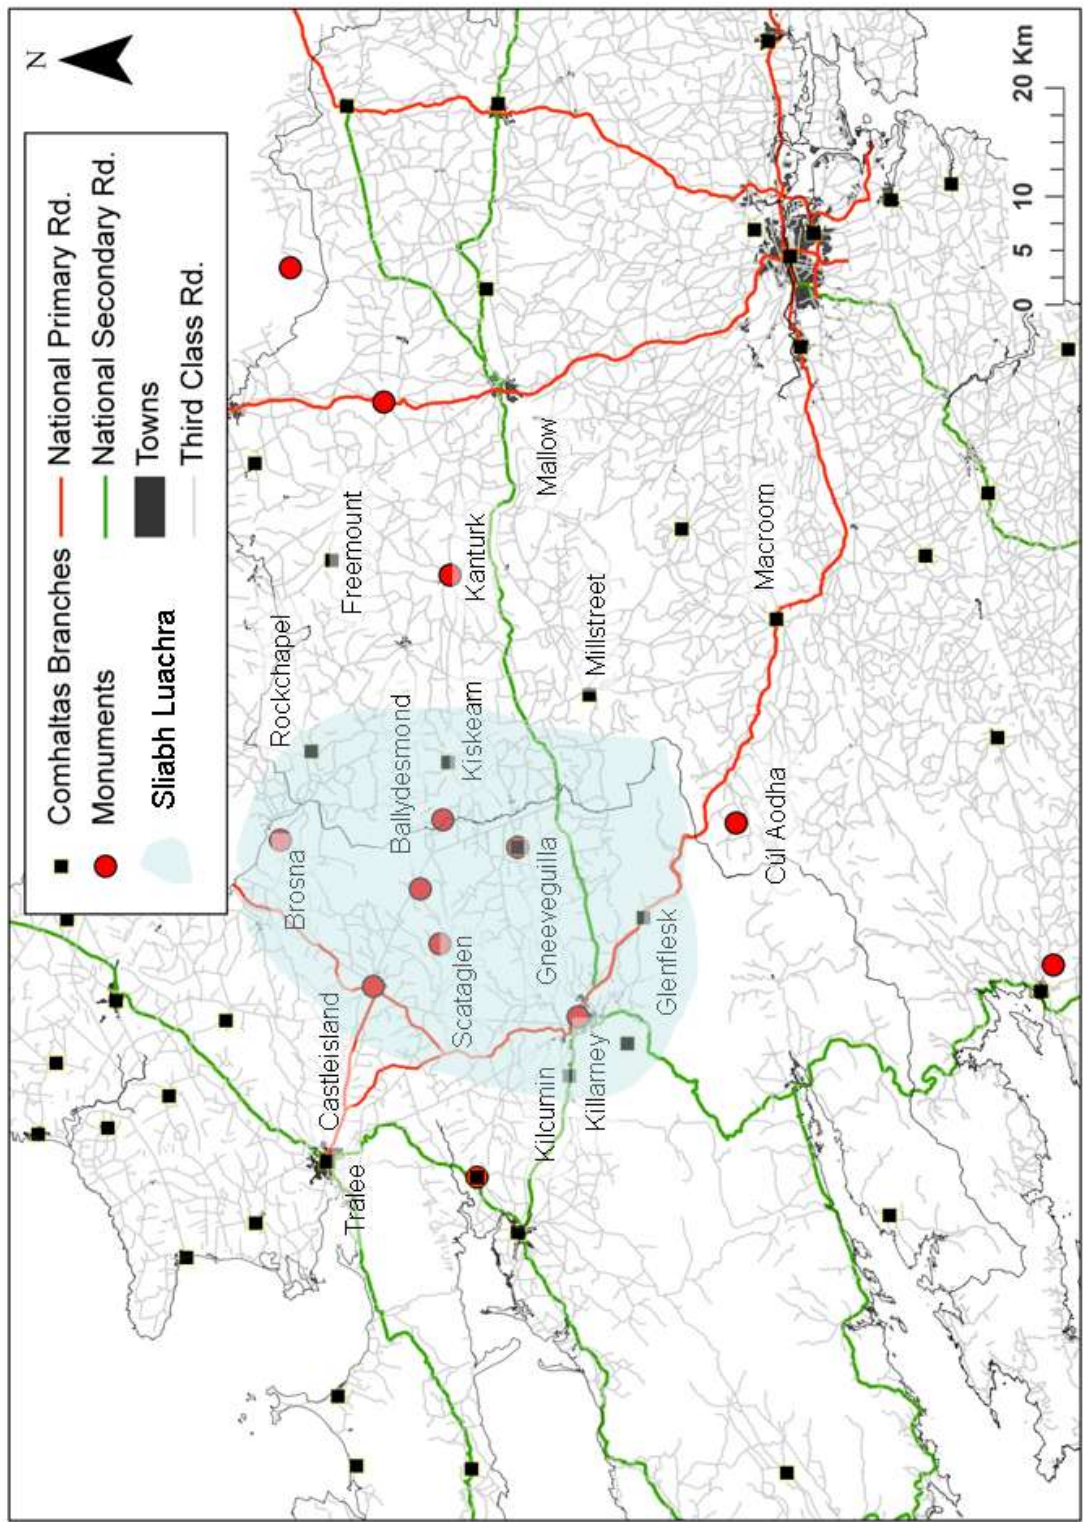 N
Comhaltas Branches
National Primary Rd.
Monuments
National Secondary Rd.
Sliabh Luachra
Towns
Third Class Rd.
Rockchapel
Freemount
Brosna
Ballydesmond
Kiskeam
Kanturk
Mallow
Castleisland
Scataglen
Gneeveguilla
Millstreet
Tralee
Kilcumin
Killarney
Glenflesk
Cúl Aodha
Macroom
0 5 10 20 Km